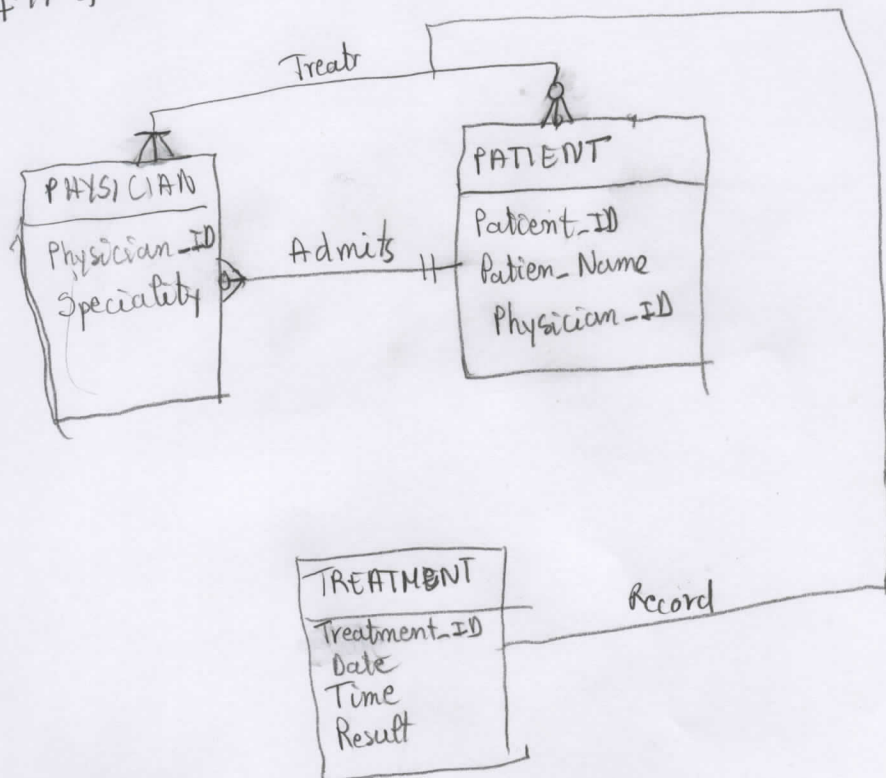 Treats
PHYSICIAN
Physician_ID
Speciality
Admits
PATIENT
Patient_ID
Patien_Name
Physician_ID
TREATMENT
Treatment_ID
Date
Time
Result
Record